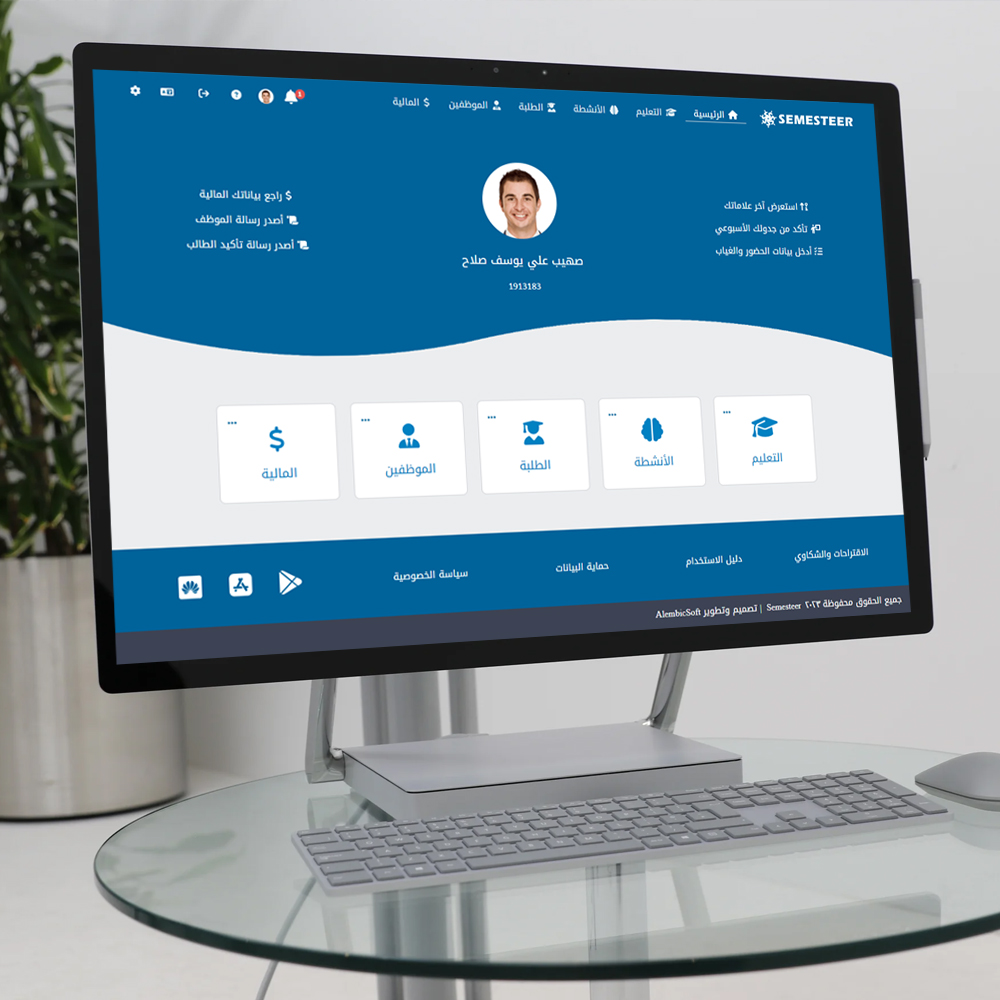 SEMESTEER
الرئيسية
التعليم
الأنشطة
الطلبة
الموظفين
المالية
1
استعرض آخر علاماتك
تأكد من جدولك الأسبوعي
أدخل بيانات الحضور والغياب
صهيب علي يوسف صلاح
1913183
راجع بياناتك المالية
أصدر رسالة الموظف
أصدر رسالة تأكيد الطالب
التعليم
الأنشطة
الطلبة
الموظفين
المالية
الاقتراحات والشكاوي
دليل الاستخدام
حماية البيانات
سياسة الخصوصية
جميع الحقوق محفوظة Semesteer ٢٠٢٣ | تصميم وتطوير AlembicSoft